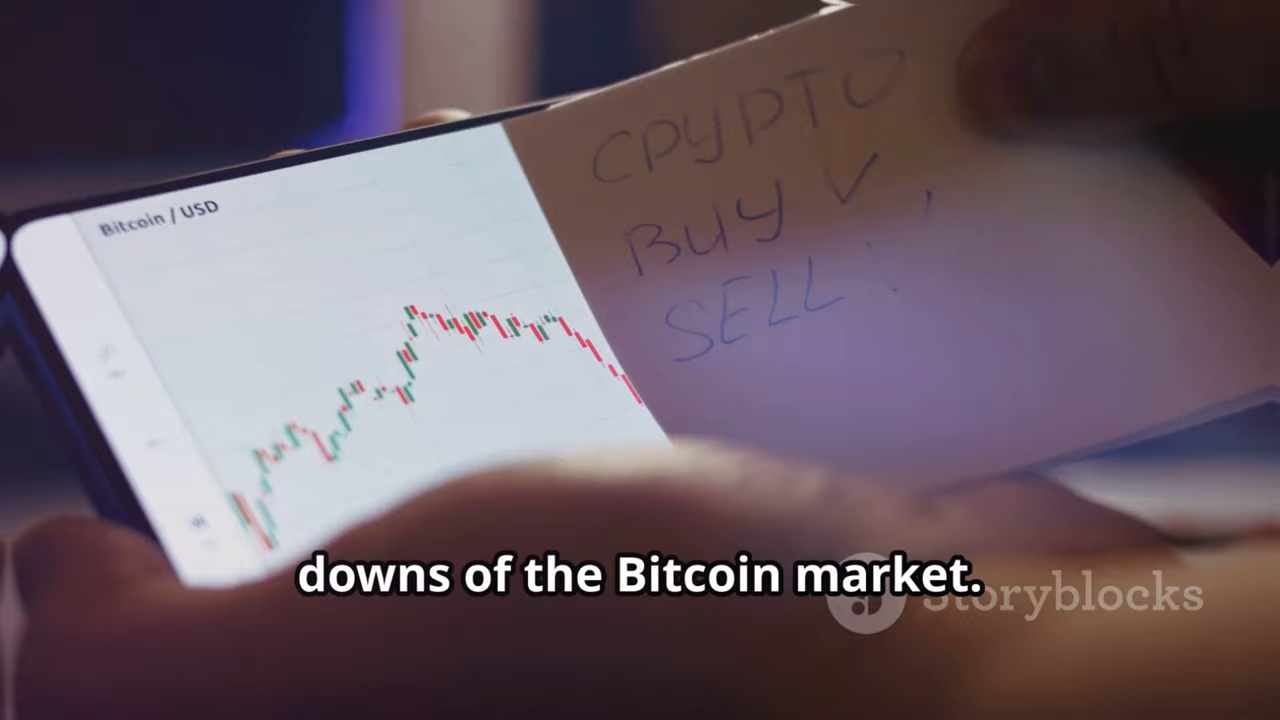 Bitcoin / USD
CPYPTO
BUY ✓
SELL !
downs of the Bitcoin market.
Storyblocks